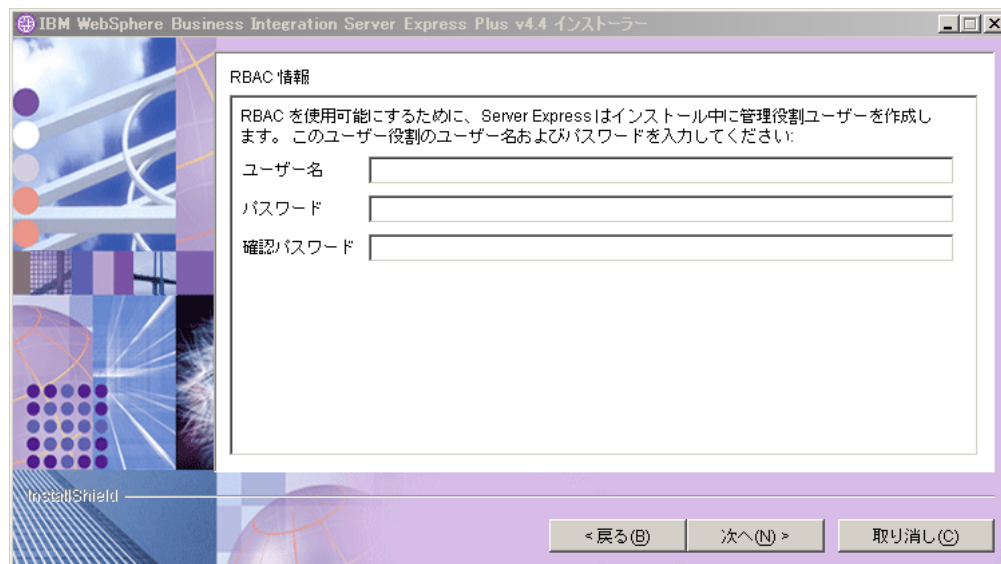 IBM WebSphere Business Integration Server Express Plus v4.4 インストーラー
RBAC 情報
RBAC を使用可能にするために、Server Express はインストール中に管理役割ユーザーを作成し
ます。 このユーザー役割のユーザー名およびパスワードを入力してください:
ユーザー名
パスワード
確認パスワード
InstallShield
< 戻る(B)
次へ(N) >
取り消し(C)